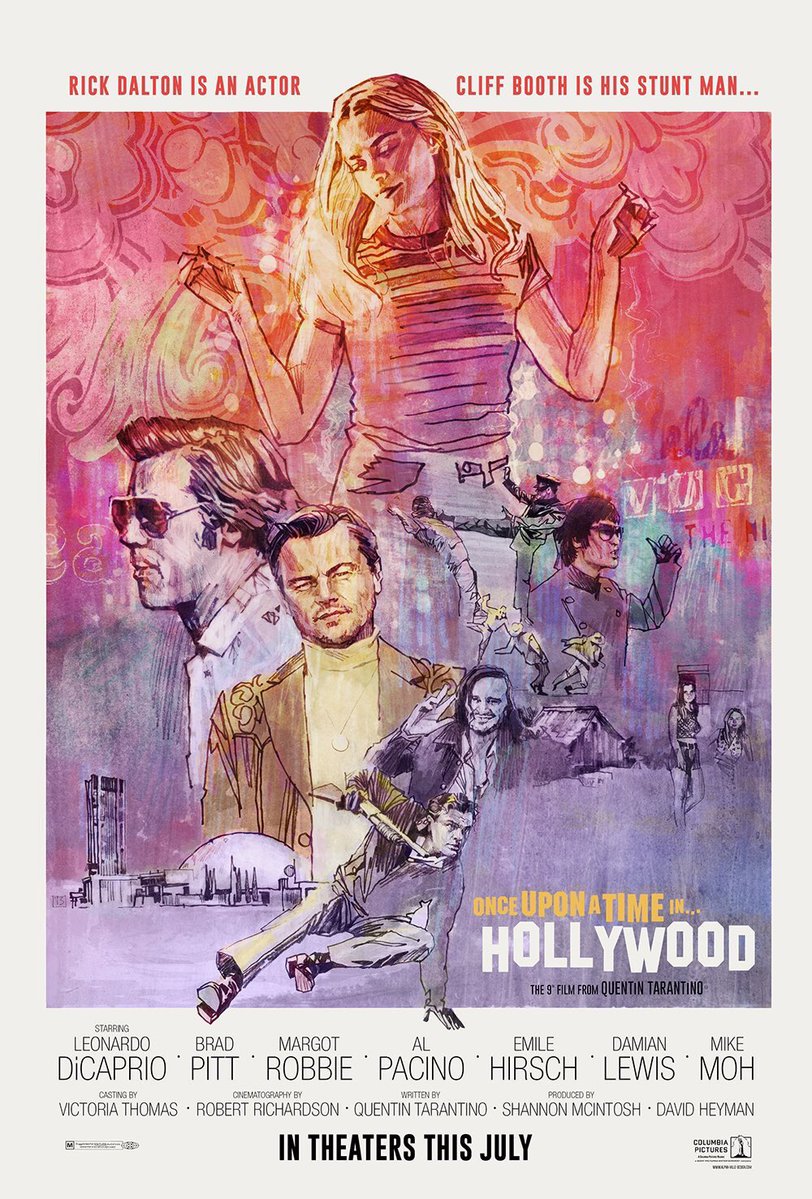 RICK DALTON IS AN ACTOR
CLIFF BOOTH IS HIS STUNT MAN...
ONCE UPON A TIME IN...
HOLLYWOOD
THE 9TH FILM FROM QUENTIN TARANTINO
STARRING
LEONARDO DiCAPRIO · BRAD PITT · MARGOT ROBBIE · AL PACINO · EMILE HIRSCH · DAMIAN LEWIS · MIKE MOH
CASTING BY VICTORIA THOMAS · CINEMATOGRAPHY BY ROBERT RICHARDSON · WRITTEN BY QUENTIN TARANTINO · PRODUCED BY SHANNON MCINTOSH · DAVID HEYMAN
IN THEATERS THIS JULY
COLUMBIA
PICTURES